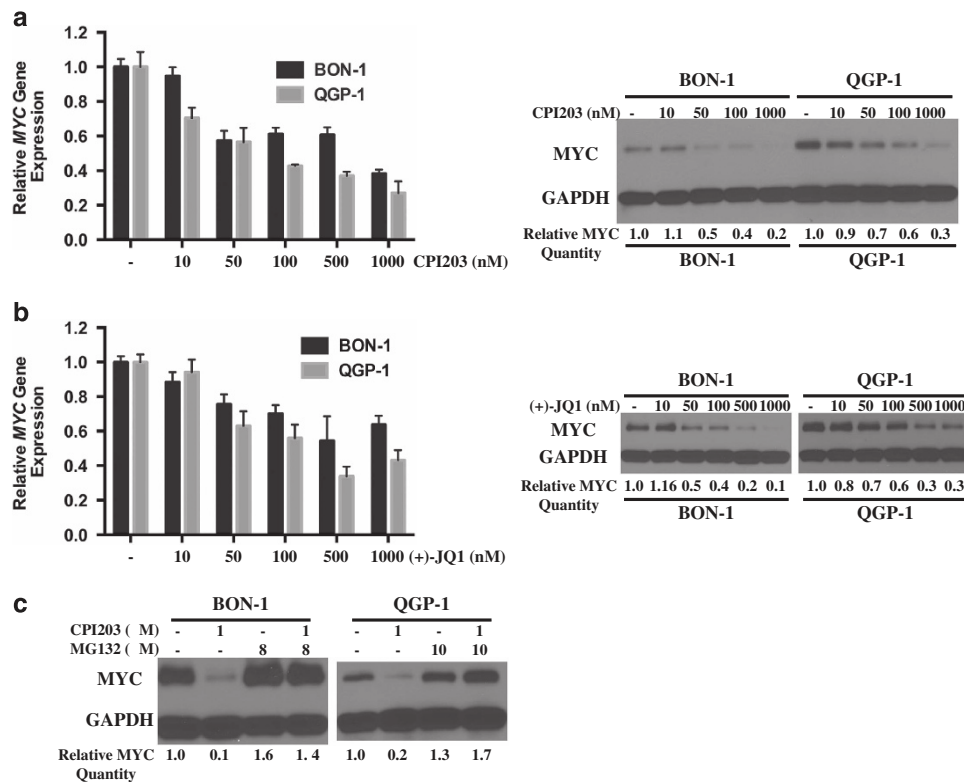 a
1.2
1.0
0.8
0.6
0.4
0.2
0.0
Relative MYC Gene
Expression
BON-1
QGP-1
- 10 50 100 500 1000 CPI203 (nM)
BON-1 QGP-1
CPI203 (nM) - 10 50 100 1000 - 10 50 100 1000
MYC
GAPDH
Relative MYC 1.0 1.1 0.5 0.4 0.2 1.0 0.9 0.7 0.6 0.3
Quantity BON-1 QGP-1
b
1.2
1.0
0.8
0.6
0.4
0.2
0.0
Relative MYC Gene
Expression
BON-1
QGP-1
- 10 50 100 500 1000 (+)-JQ1 (nM)
BON-1 QGP-1
(+)-JQ1 (nM) - 10 50 100 500 1000 - 10 50 100 500 1000
MYC
GAPDH
Relative MYC 1.0 1.16 0.5 0.4 0.2 0.1 1.0 0.8 0.7 0.6 0.3 0.3
Quantity BON-1 QGP-1
c
BON-1 QGP-1
CPI203 ( M) - 1 - 1 - 1 - 1
MG132 ( M) - - 8 8 - - 10 10
MYC
GAPDH
Relative MYC 1.0 0.1 1.6 1. 4 1.0 0.2 1.3 1.7
Quantity